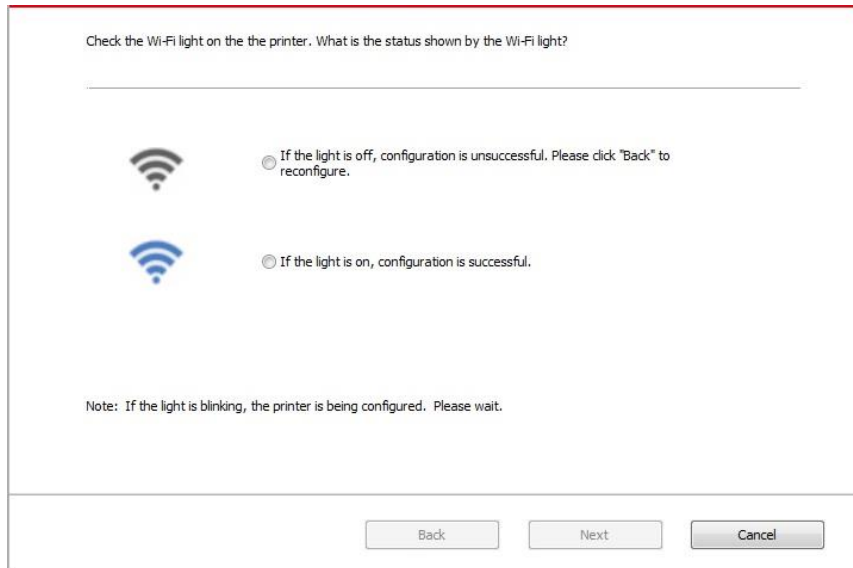 Check the Wi-Fi light on the the printer. What is the status shown by the Wi-Fi light?
If the light is off, configuration is unsuccessful. Please click "Back" to
reconfigure.
If the light is on, configuration is successful.
Note:  If the light is blinking, the printer is being configured.  Please wait.
Back
Next
Cancel